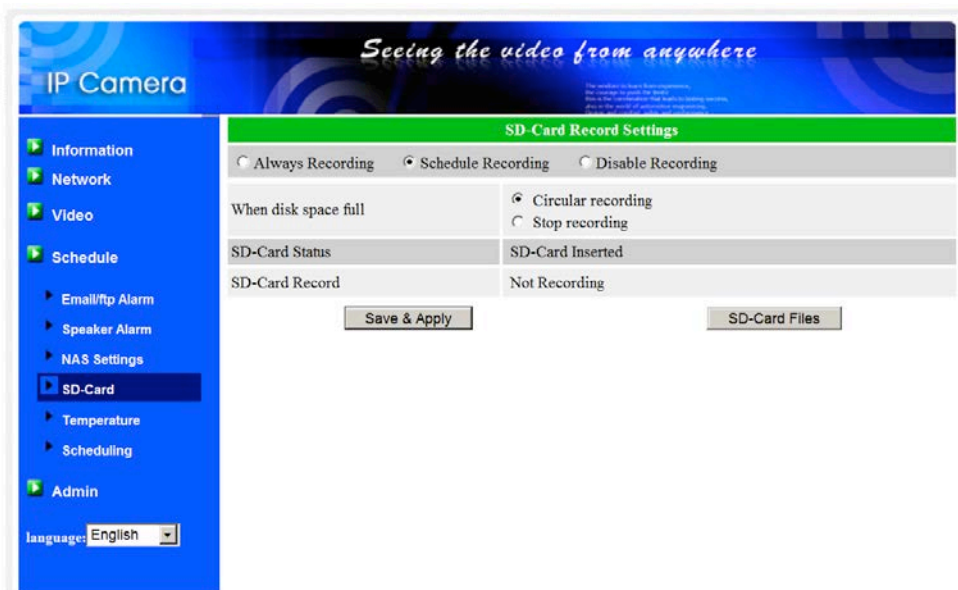 Seeing the video from anywhere
IP Camera
Information
Network
Video
Schedule
Email/ftp Alarm
Speaker Alarm
NAS Settings
SD-Card
Temperature
Scheduling
Admin
language: English
SD-Card Record Settings
Always Recording Schedule Recording Disable Recording
When disk space full
Circular recording
Stop recording
SD-Card Status SD-Card Inserted
SD-Card Record Not Recording
Save & Apply SD-Card Files